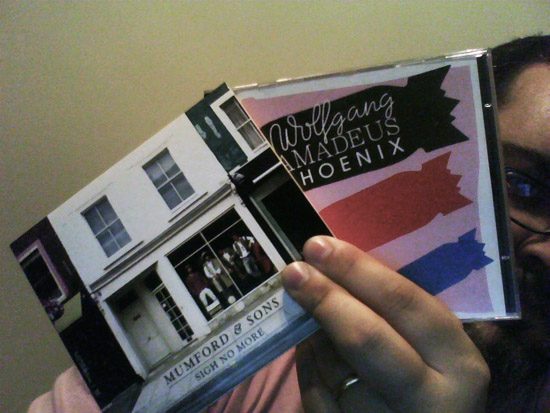 Wolfgang
AMADEUS
HOENIX
MUMFORD & SONS
SIGH NO MORE